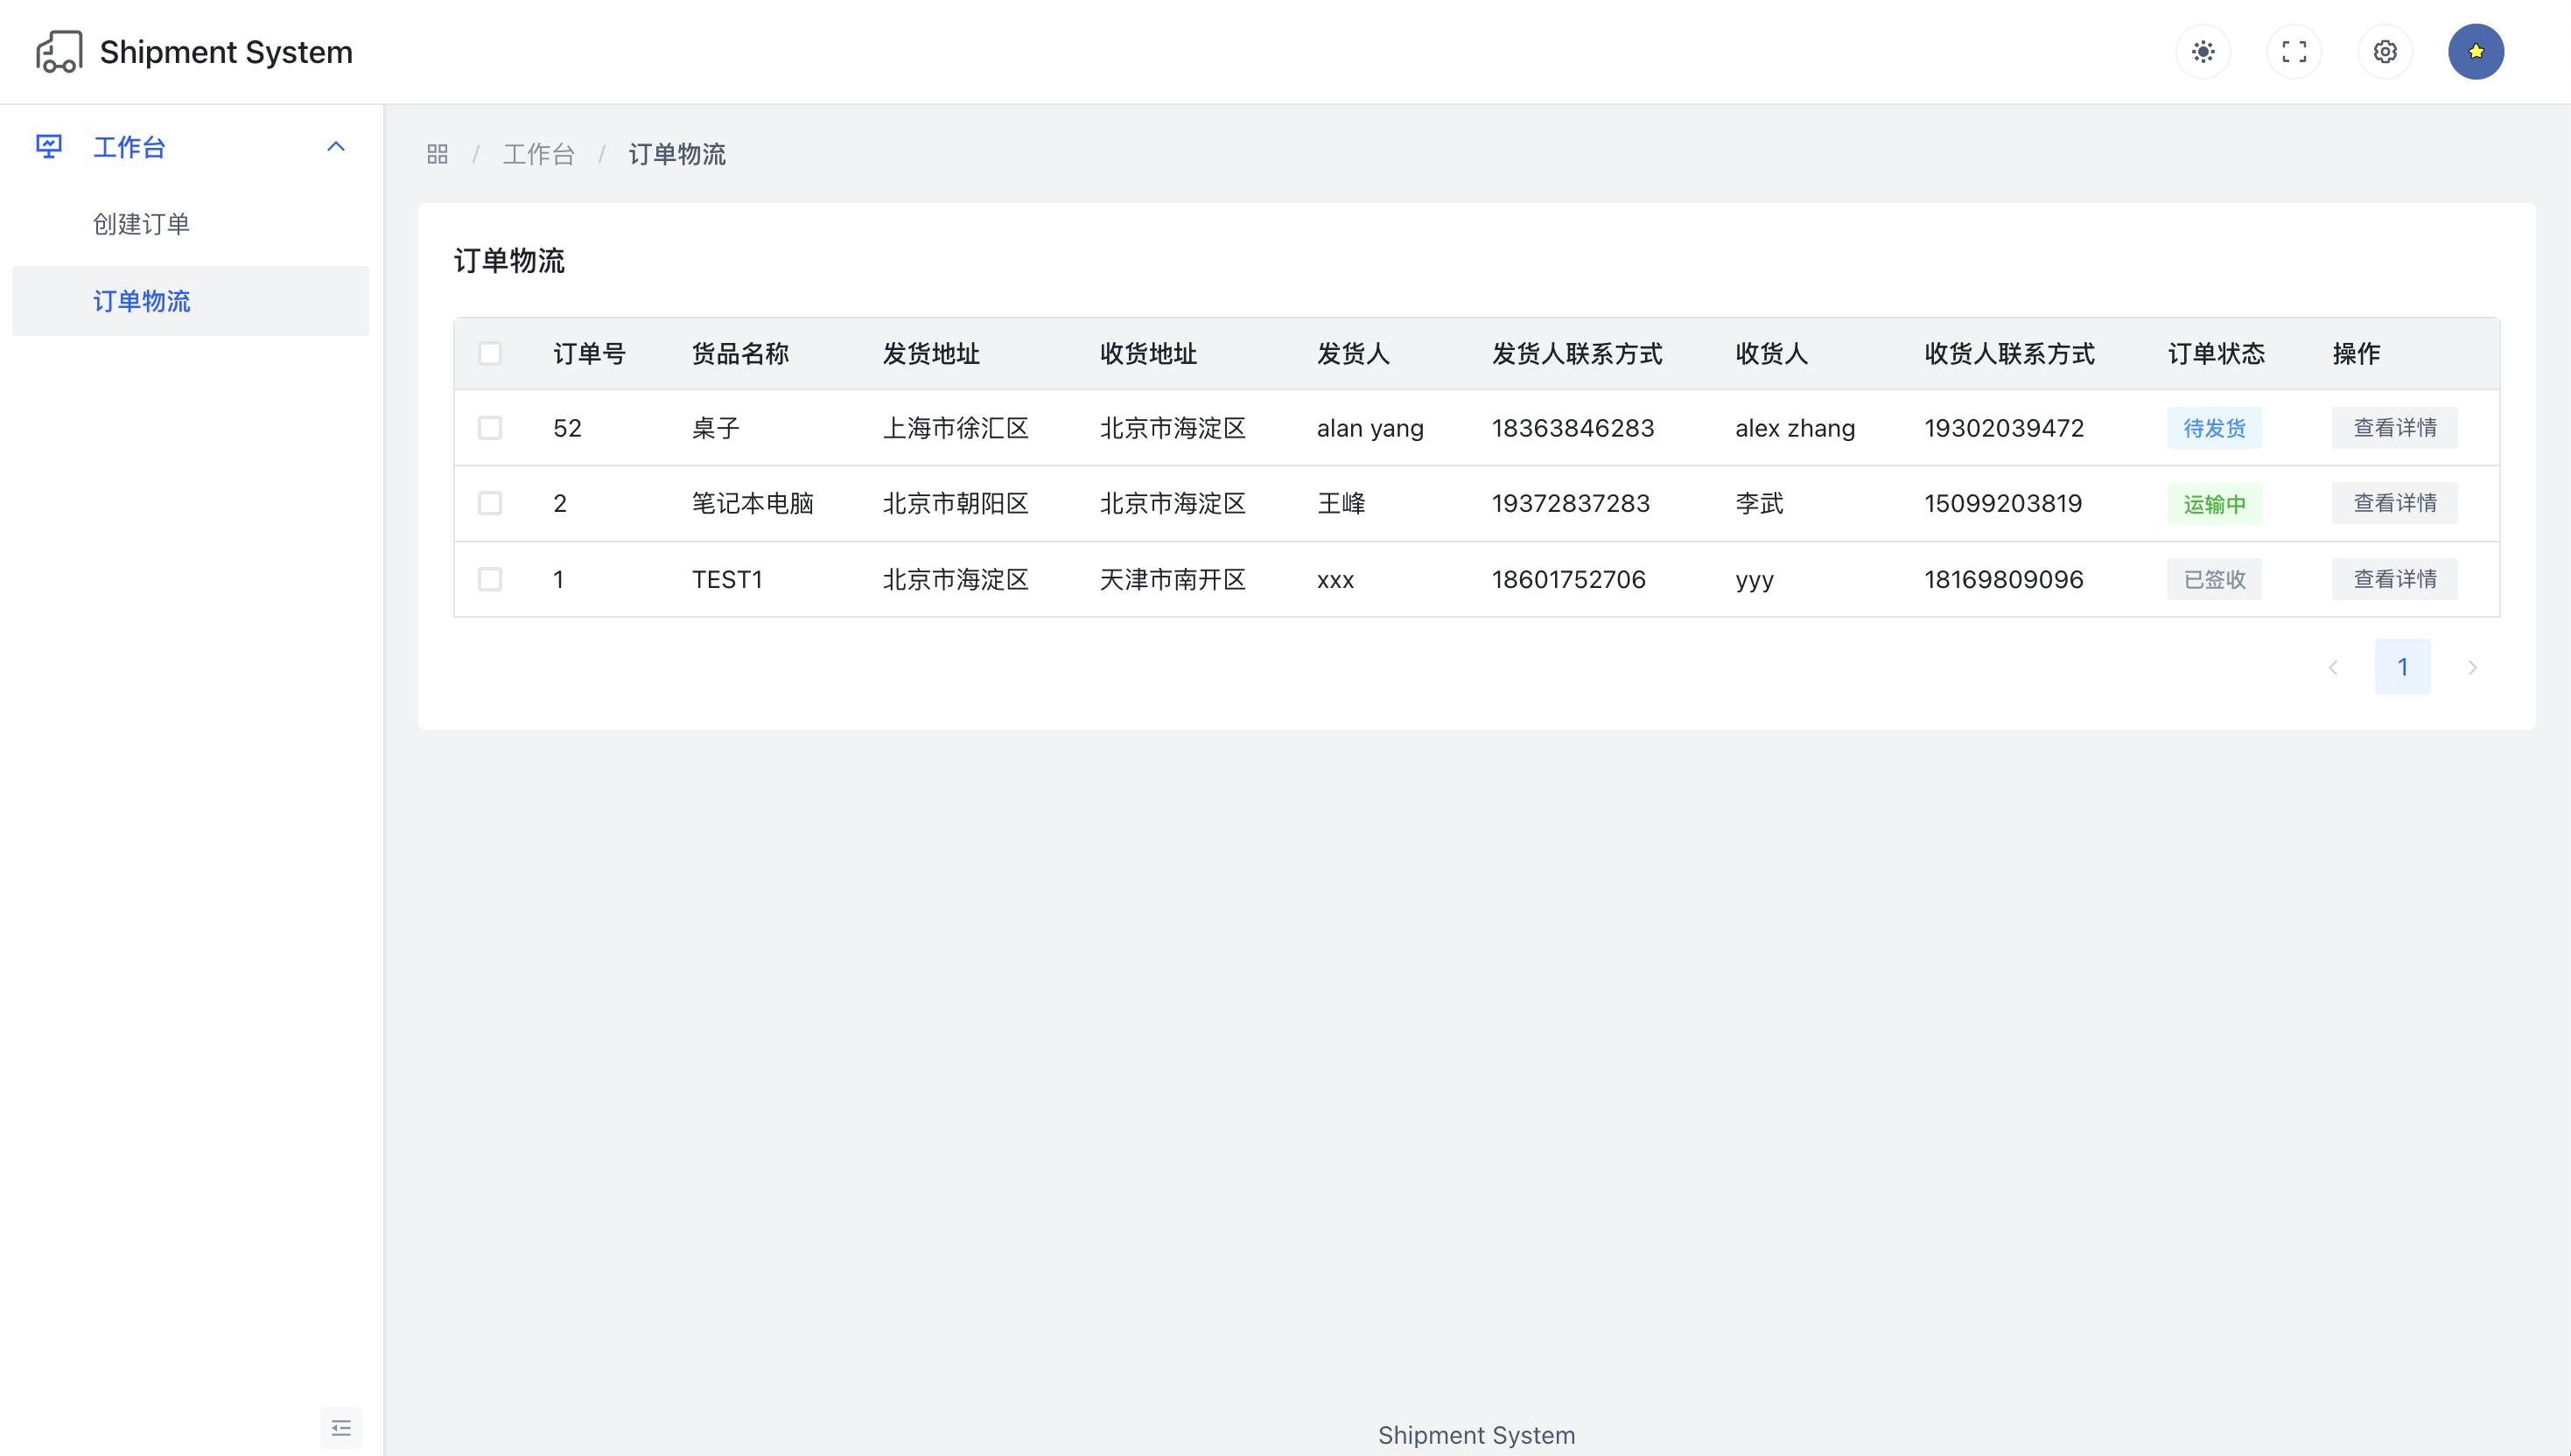 Shipment System
工作台
创建订单
订单物流
/ 工作台 / 订单物流
订单物流
订单号 货品名称 发货地址 收货地址 发货人 发货人联系方式 收货人 收货人联系方式 订单状态 操作
52 桌子 上海市徐汇区 北京市海淀区 alan yang 18363846283 alex zhang 19302039472 待发货 查看详情
2 笔记本电脑 北京市朝阳区 北京市海淀区 王峰 19372837283 李武 15099203819 运输中 查看详情
1 TEST1 北京市海淀区 天津市南开区 xxx 18601752706 yyy 18169809096 已签收 查看详情
1
Shipment System